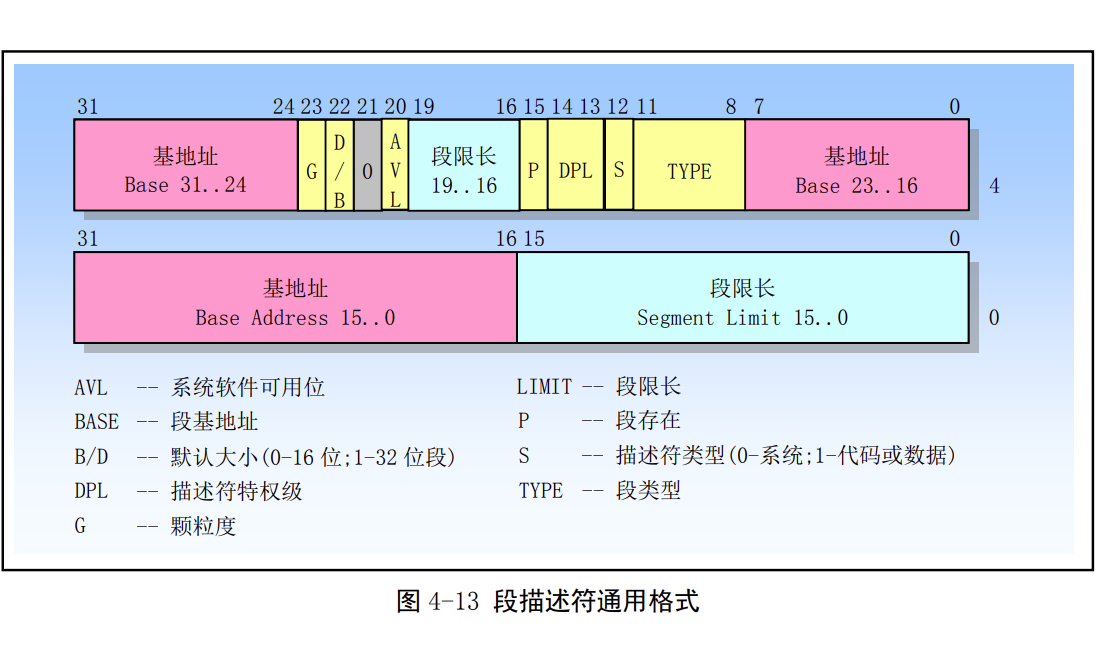 31 24 23 22 21 20 19 16 15 14 13 12 11 8 7 0
基地址
Base 31..24
G
D
/
B
0
A
V
L
段限长
19..16
P
DPL
S
TYPE
基地址
Base 23..16
4
31 16 15 0
基地址
Base Address 15..0
段限长
Segment Limit 15..0
0
AVL -- 系统软件可用位
BASE -- 段基地址
B/D -- 默认大小(0-16 位;1-32 位段)
DPL -- 描述符特权级
G -- 颗粒度
LIMIT -- 段限长
P -- 段存在
S -- 描述符类型(0-系统;1-代码或数据)
TYPE -- 段类型
图 4-13 段描述符通用格式